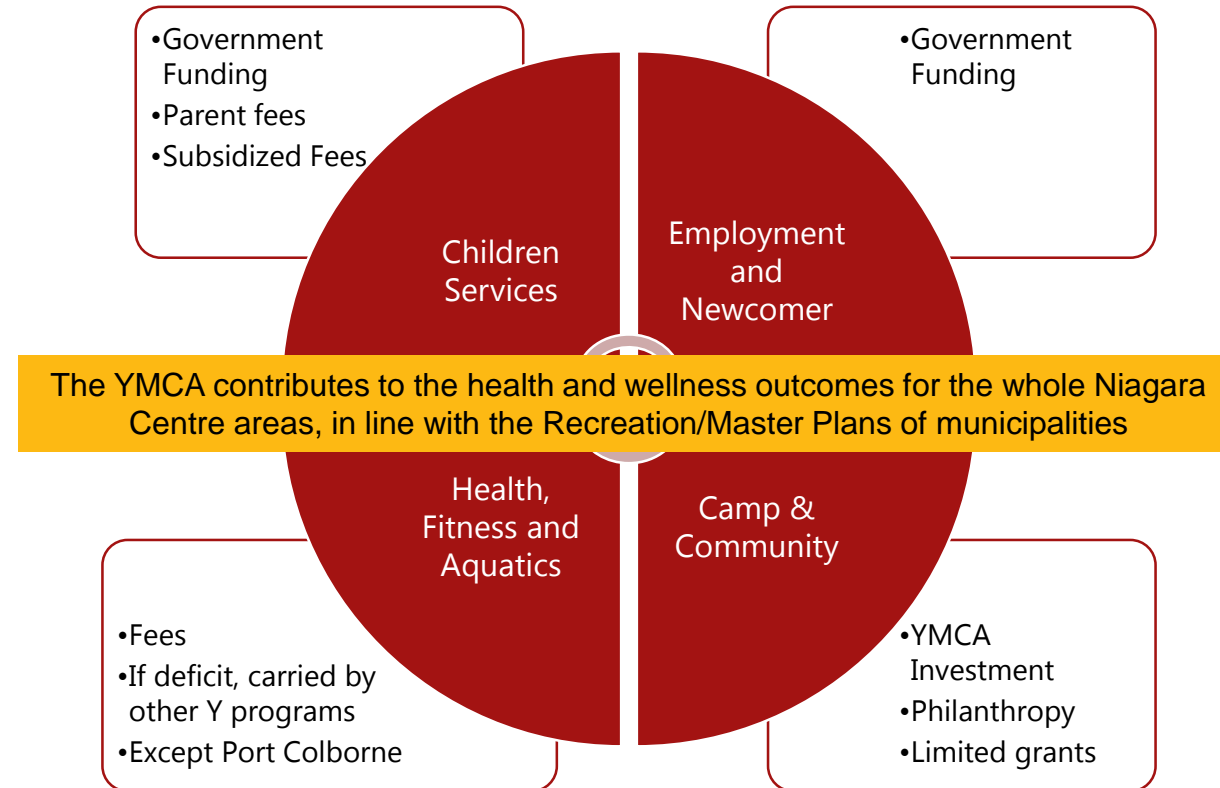 •Government
Funding
•Parent fees
•Subsidized Fees
•Government
Funding
Children
Services
Employment
and
Newcomer
The YMCA contributes to the health and wellness outcomes for the whole Niagara
Centre areas, in line with the Recreation/Master Plans of municipalities
Health,
Fitness and
Aquatics
Camp &
Community
•Fees
•If deficit, carried by
other Y programs
•Except Port Colborne
•YMCA
Investment
•Philanthropy
•Limited grants